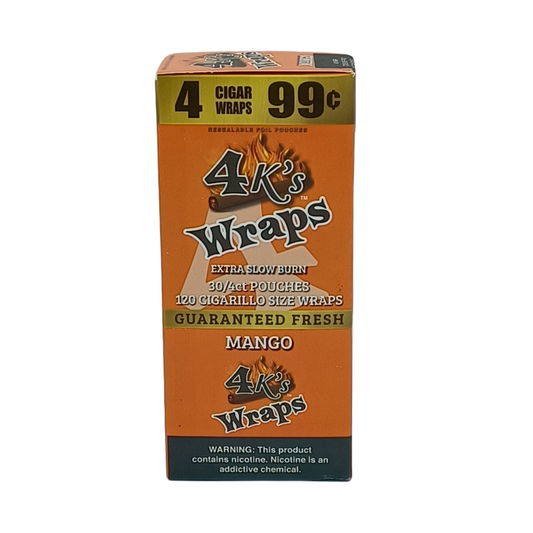 4 CIGAR WRAPS 99¢
RESEALABLE FOIL POUCHES
4K's
Wraps™
EXTRA SLOW BURN
30/4ct POUCHES
120 CIGARILLO SIZE WRAPS
GUARANTEED FRESH
MANGO
4K's
Wraps
WARNING: This product
contains nicotine. Nicotine is an
addictive chemical.